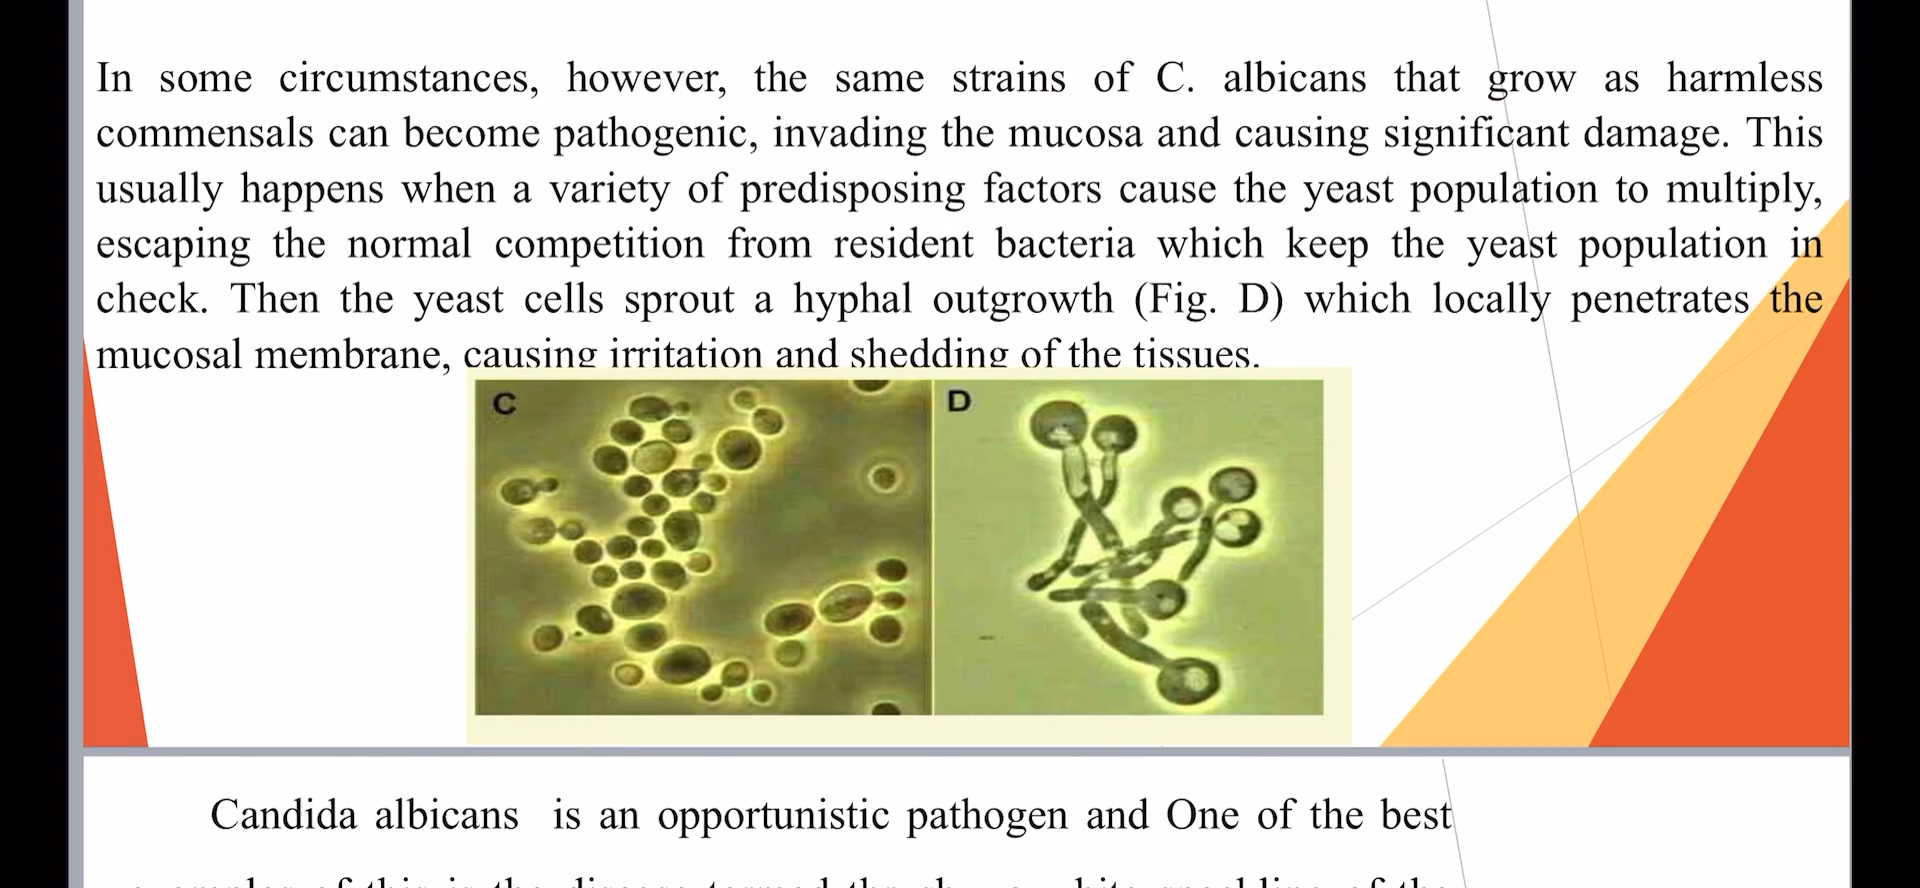 In some circumstances, however, the same strains of C. albicans that grow as harmless
commensals can become pathogenic, invading the mucosa and causing significant damage. This
usually happens when a variety of predisposing factors cause the yeast population to multiply,
escaping the normal competition from resident bacteria which keep the yeast population in
check. Then the yeast cells sprout a hyphal outgrowth (Fig. D) which locally penetrates the
mucosal membrane, causing irritation and shedding of the tissues.
C
D
Candida albicans is an opportunistic pathogen and One of the best